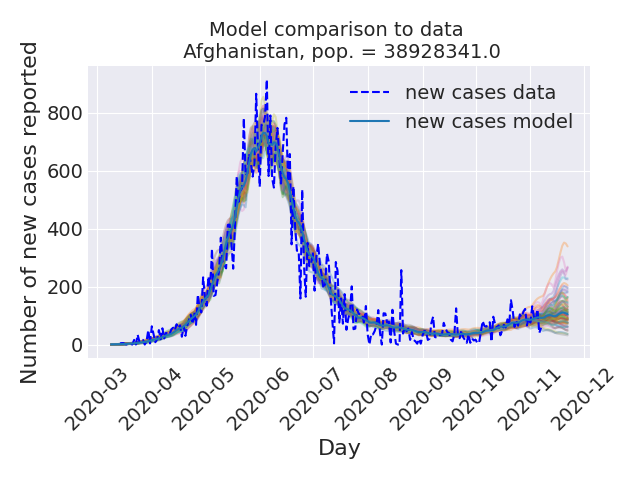 Model comparison to data
Afghanistan, pop. = 38928341.0
new cases data
new cases model
Number of new cases reported
800
600
400
200
0
2020-03
2020-04
2020-05
2020-06
2020-07
2020-08
2020-09
2020-10
2020-11
2020-12
Day